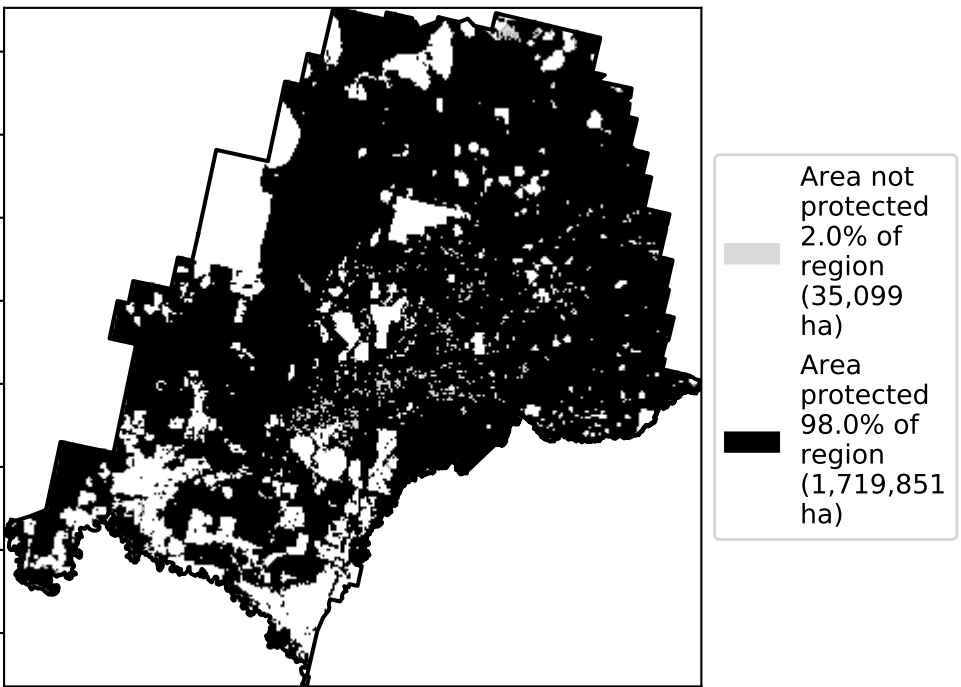 Area not
protected
2.0% of
region
(35,099
ha)
Area
protected
98.0% of
region
(1,719,851
ha)